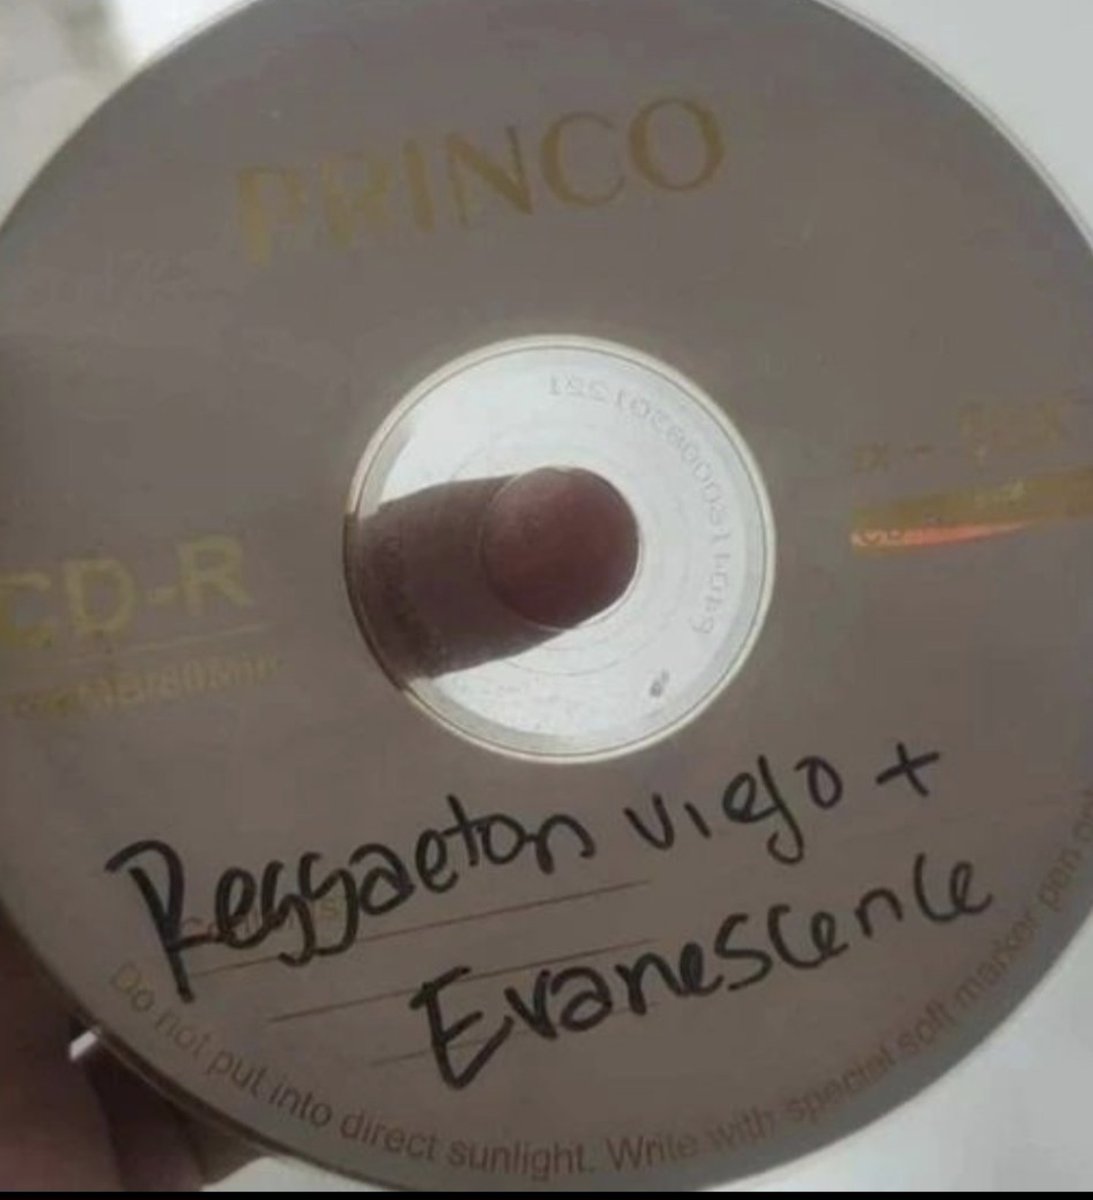 PRINCO
CD-R
Reggaeton viejo +
Evanescence
Do not put into direct sunlight. Write with special soft marker pen